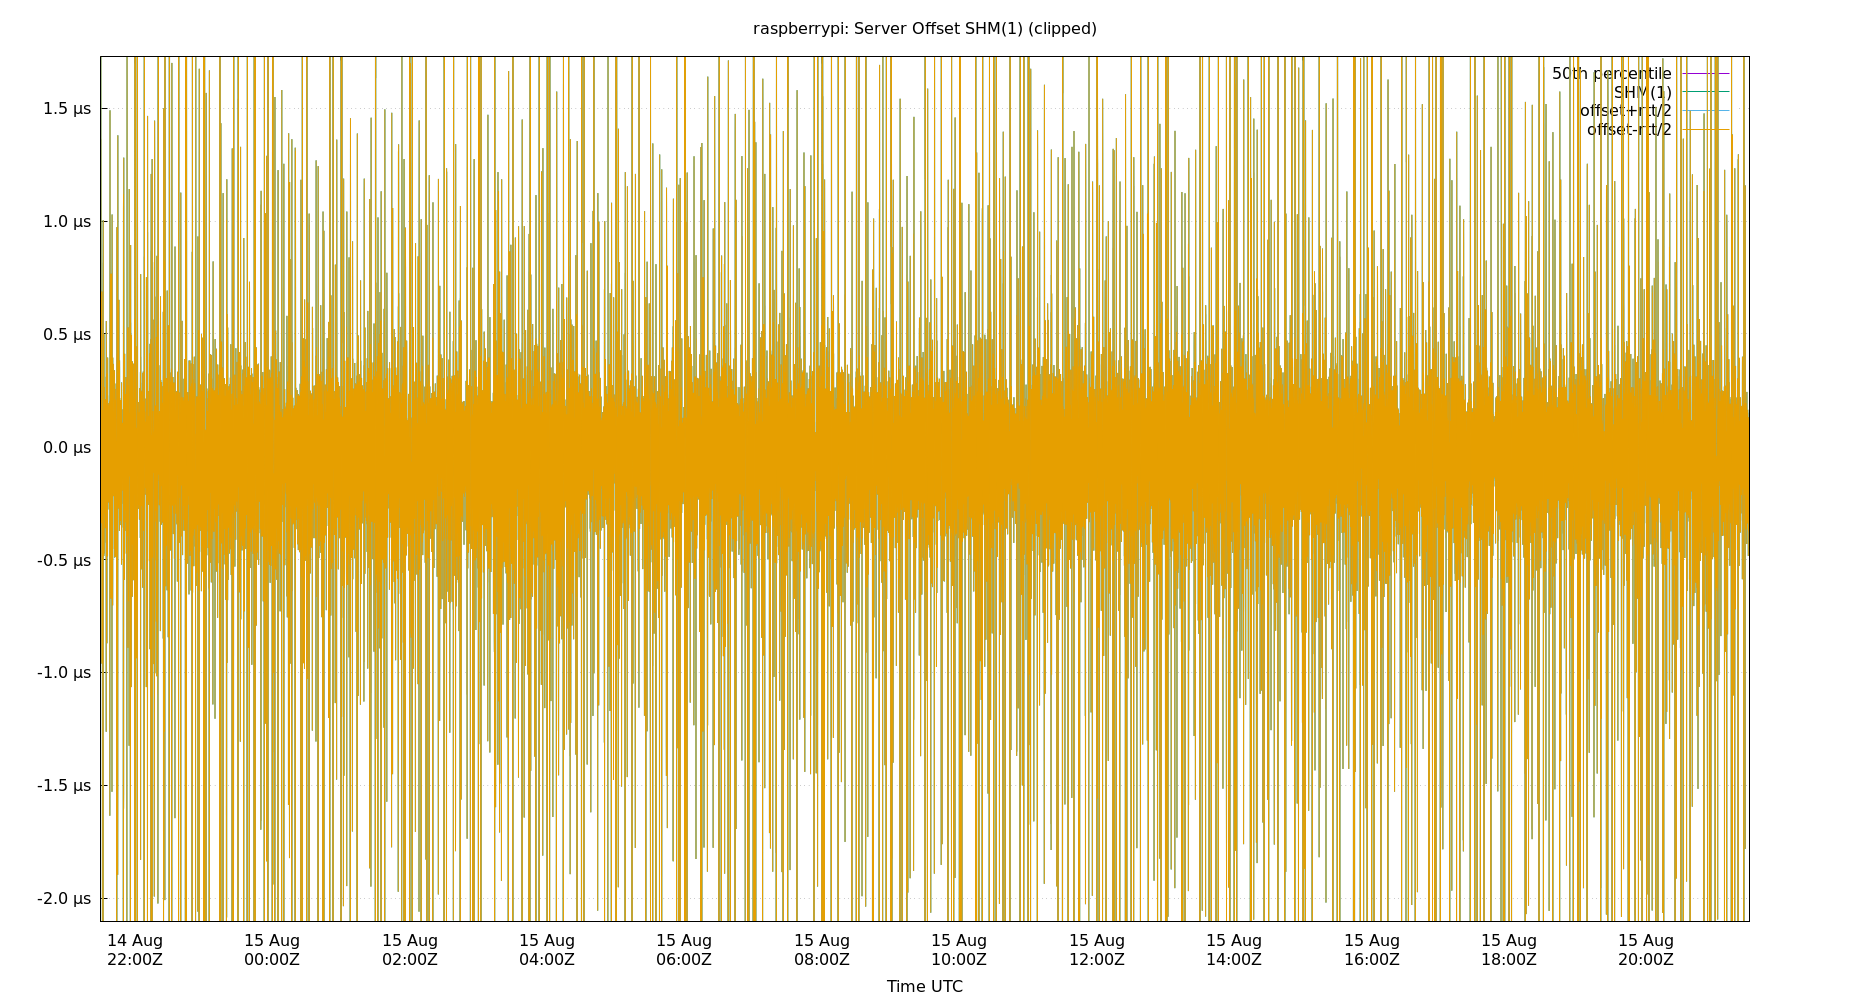 raspberrypi: Server Offset SHM(1) (clipped)
50th percentile
SHM(1)
offset+rtt/2
offset-rtt/2
1.5 µs
1.0 µs
0.5 µs
0.0 µs
-0.5 µs
-1.0 µs
-1.5 µs
-2.0 µs
14 Aug 15 Aug 15 Aug 15 Aug 15 Aug 15 Aug 15 Aug 15 Aug 15 Aug 15 Aug 15 Aug 15 Aug
22:00Z 00:00Z 02:00Z 04:00Z 06:00Z 08:00Z 10:00Z 12:00Z 14:00Z 16:00Z 18:00Z 20:00Z
Time UTC